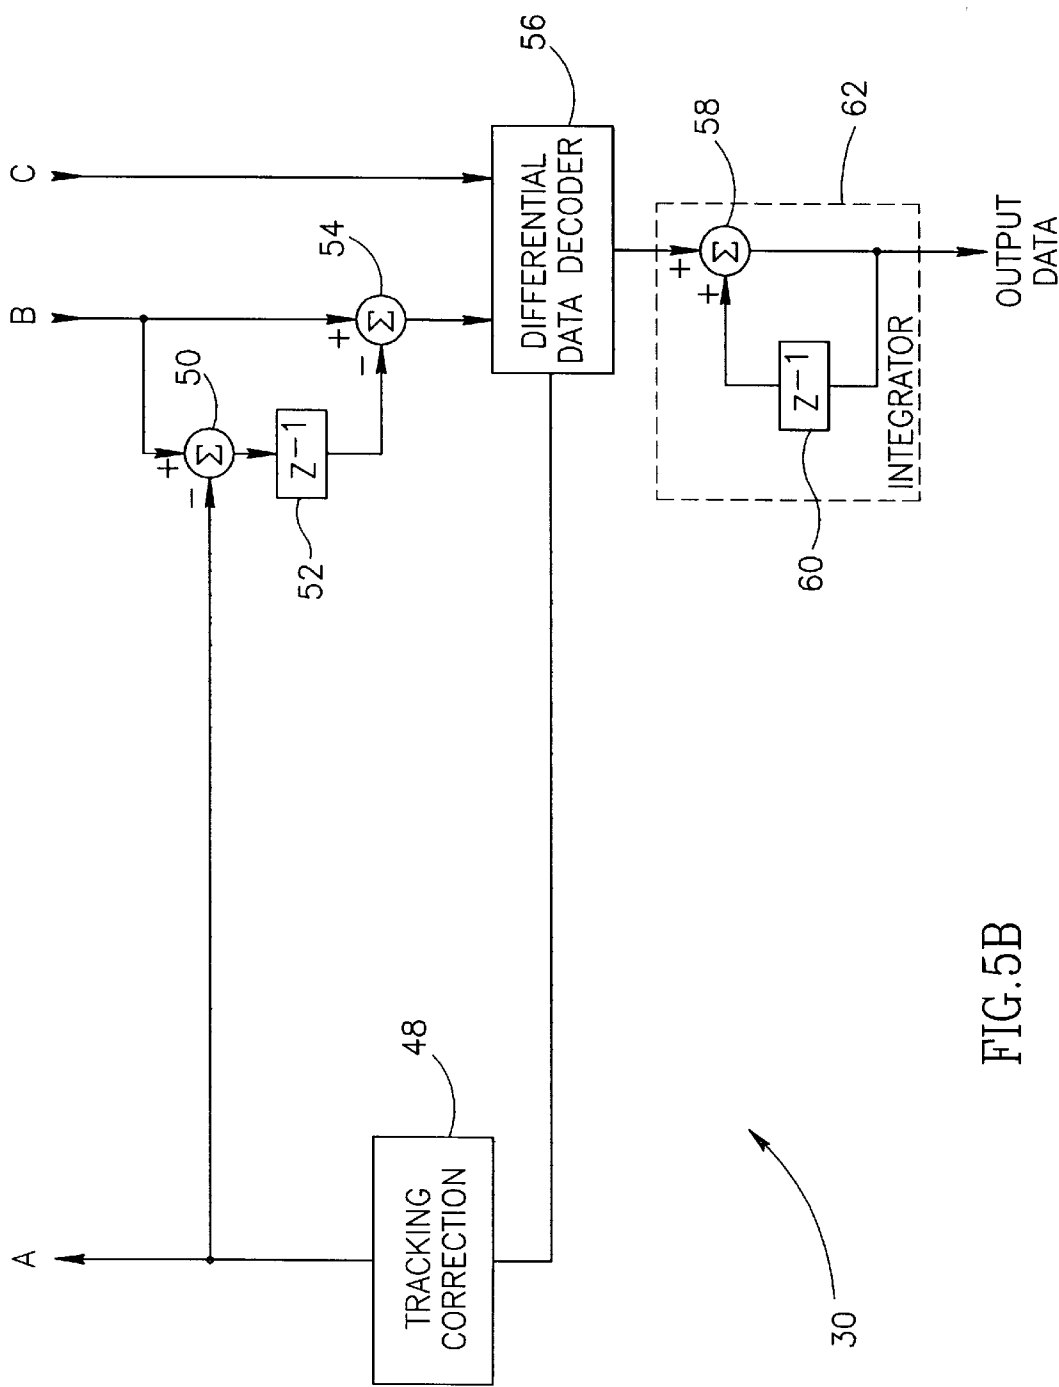 A
B
C
50
+
−
Σ
54
+
−
Σ
Z−1
52
56
DIFFERENTIAL
DATA DECODER
48
TRACKING
CORRECTION
58
+
+
Σ
62
Z−1
60
INTEGRATOR
OUTPUT
DATA
30
FIG.5B